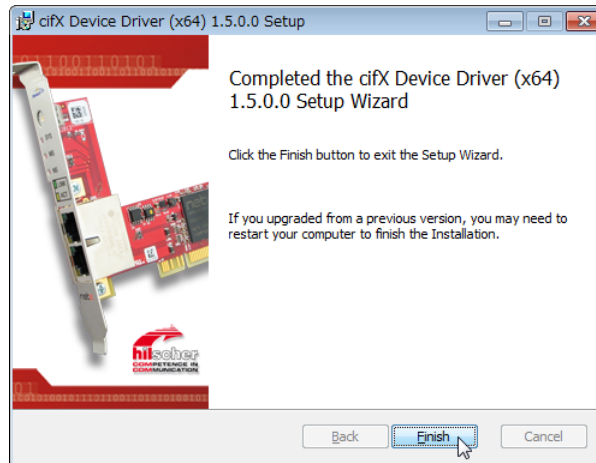 cifX Device Driver (x64) 1.5.0.0 Setup
Completed the cifX Device Driver (x64)
1.5.0.0 Setup Wizard
Click the Finish button to exit the Setup Wizard.
If you upgraded from a previous version, you may need to
restart your computer to finish the Installation.
hilscher
COMPETENCE IN
COMMUNICATION
Back
Finish
Cancel